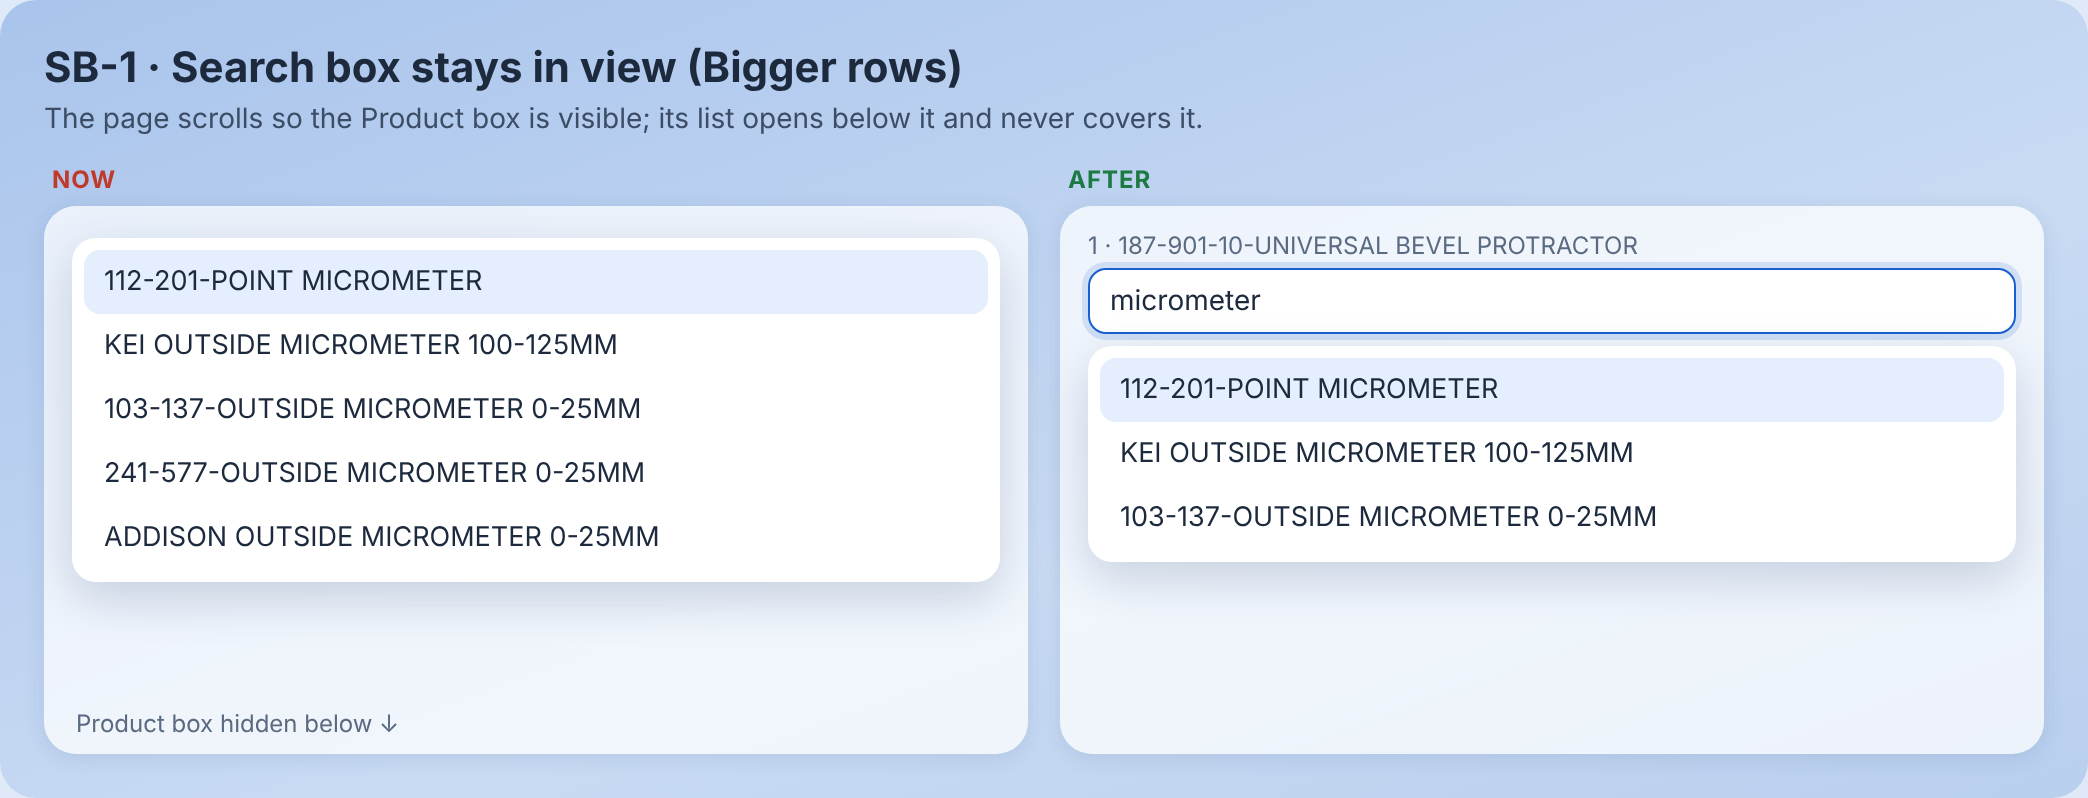 SB-1 · Search box stays in view (Bigger rows)
The page scrolls so the Product box is visible; its list opens below it and never covers it.
NOW
112-201-POINT MICROMETER
KEI OUTSIDE MICROMETER 100-125MM
103-137-OUTSIDE MICROMETER 0-25MM
241-577-OUTSIDE MICROMETER 0-25MM
ADDISON OUTSIDE MICROMETER 0-25MM
Product box hidden below ↓
AFTER
1 · 187-901-10-UNIVERSAL BEVEL PROTRACTOR
micrometer
112-201-POINT MICROMETER
KEI OUTSIDE MICROMETER 100-125MM
103-137-OUTSIDE MICROMETER 0-25MM